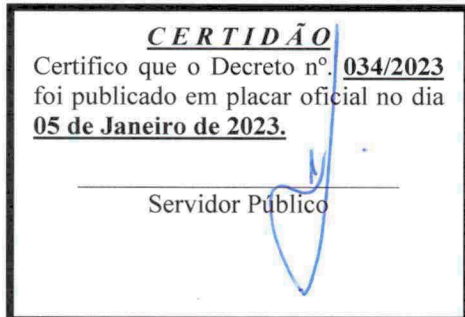 CERTIDÃO
Certifico que o Decreto nº. 034/2023
foi publicado em placar oficial no dia
05 de Janeiro de 2023.
Servidor Público